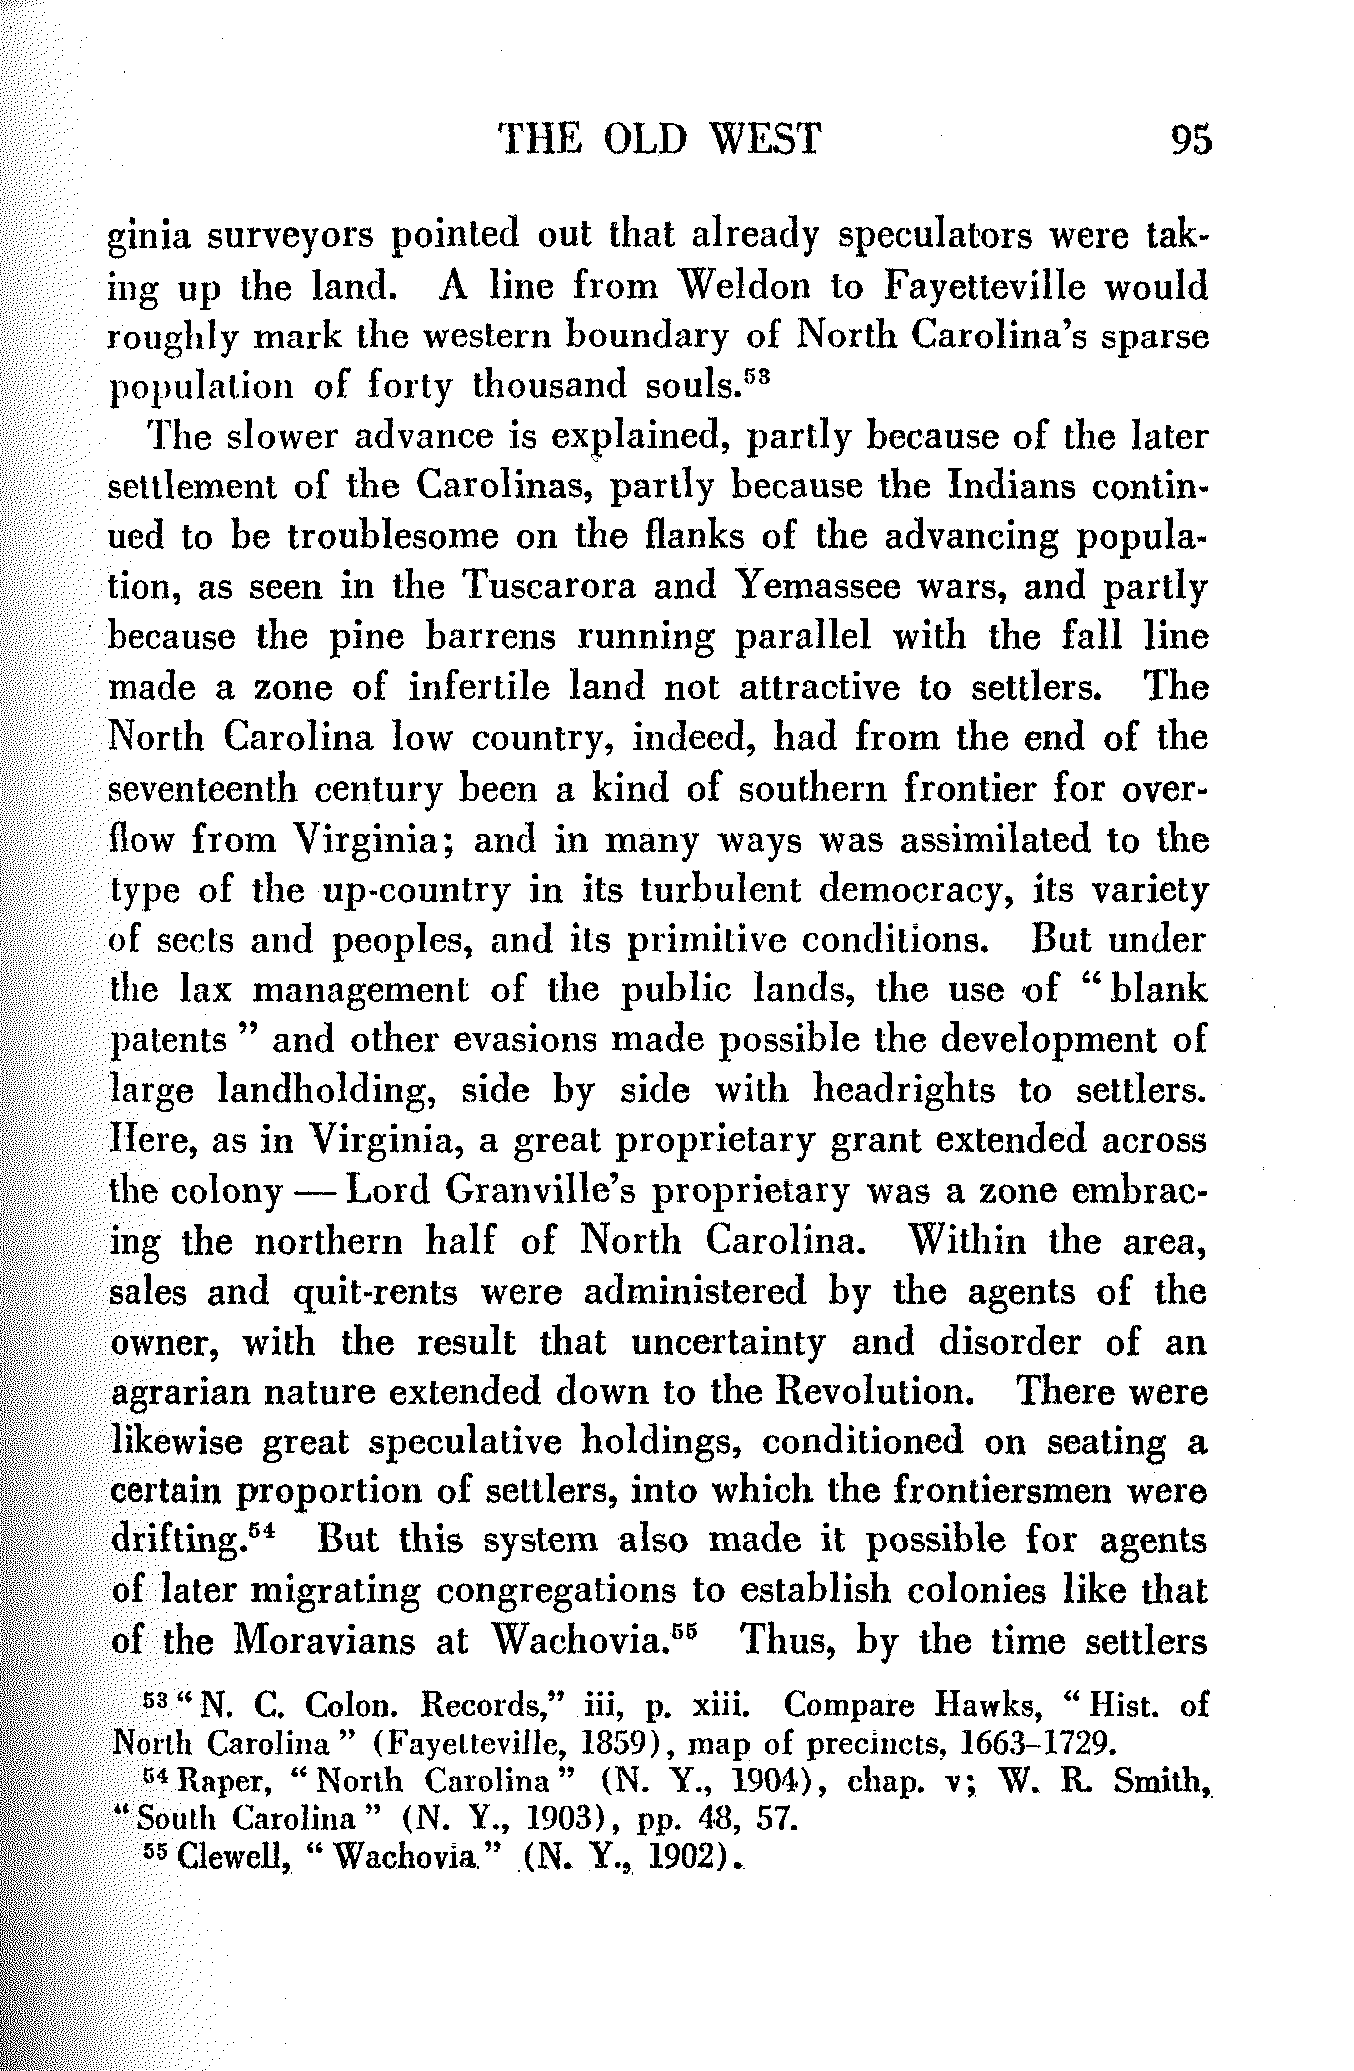 THE OLD WEST 95
ginia surveyors pointed out that already speculators were tak-
ing up the land. A line from Weldon to Fayetteville would
roughly mark the western boundary of North Carolina's sparse
population of forty thousand souls.⁵³
The slower advance is explained, partly because of the later
settlement of the Carolinas, partly because the Indians contin-
ued to be troublesome on the flanks of the advancing popula-
tion, as seen in the Tuscarora and Yemassee wars, and partly
because the pine barrens running parallel with the fall line
made a zone of infertile land not attractive to settlers. The
North Carolina low country, indeed, had from the end of the
seventeenth century been a kind of southern frontier for over-
flow from Virginia; and in many ways was assimilated to the
type of the up-country in its turbulent democracy, its variety
of sects and peoples, and its primitive conditions. But under
the lax management of the public lands, the use of " blank
patents " and other evasions made possible the development of
large landholding, side by side with headrights to settlers.
Here, as in Virginia, a great proprietary grant extended across
the colony — Lord Granville's proprietary was a zone embrac-
ing the northern half of North Carolina. Within the area,
sales and quit-rents were administered by the agents of the
owner, with the result that uncertainty and disorder of an
agrarian nature extended down to the Revolution. There were
likewise great speculative holdings, conditioned on seating a
certain proportion of settlers, into which the frontiersmen were
drifting.⁵⁴ But this system also made it possible for agents
of later migrating congregations to establish colonies like that
of the Moravians at Wachovia.⁵⁵ Thus, by the time settlers
⁵³ " N. C. Colon. Records," iii, p. xiii. Compare Hawks, " Hist. of
North Carolina " (Fayetteville, 1859), map of precincts, 1663–1729.
⁵⁴ Raper, " North Carolina " (N. Y., 1904), chap. v; W. R. Smith,
" South Carolina " (N. Y., 1903), pp. 48, 57.
⁵⁵ Clewell, " Wachovia " (N. Y., 1902).